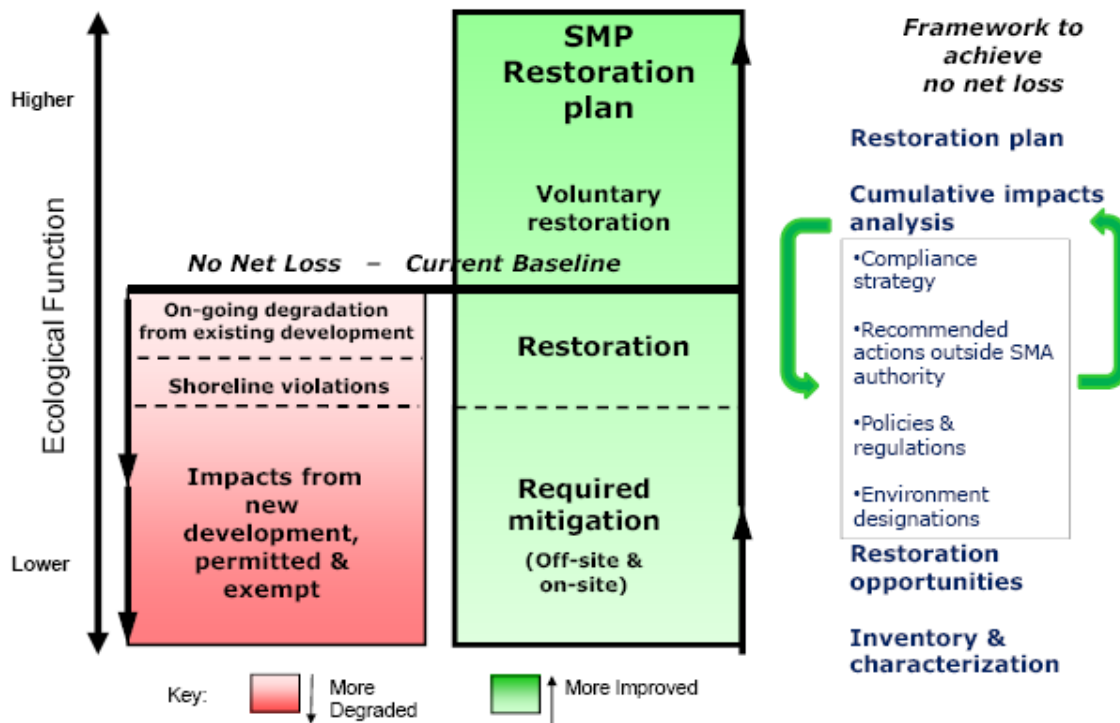 Ecological Function
Higher
Lower
SMP
Restoration
plan
Voluntary
restoration
No Net Loss – Current Baseline
On-going degradation
from existing development
Shoreline violations
Impacts from
new
development,
permitted &
exempt
Restoration
Required
mitigation
(Off-site &
on-site)
Framework to
achieve
no net loss
Restoration plan
Cumulative impacts
analysis
•Compliance
strategy
•Recommended
actions outside SMA
authority
•Policies &
regulations
•Environment
designations
Restoration
opportunities
Inventory &
characterization
Key:
More
Degraded
More Improved